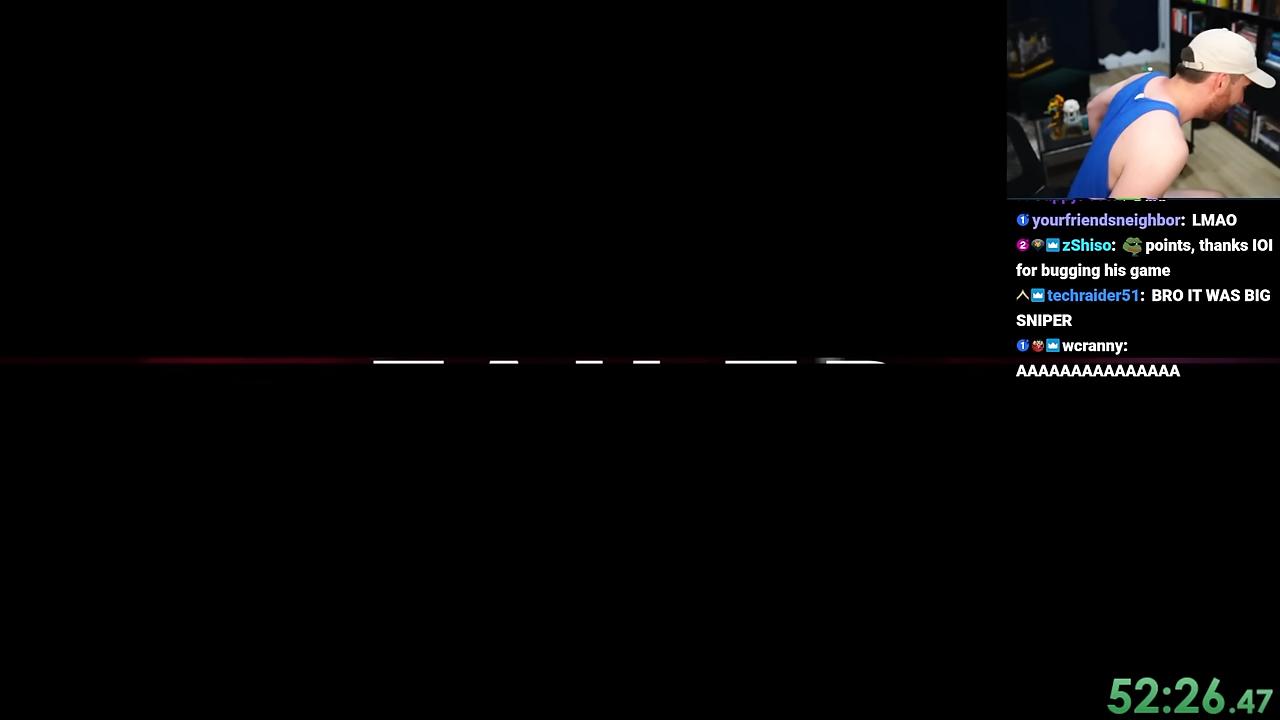 yourfriendsneighbor: LMAO
zShiso: points, thanks IOI
for bugging his game
techraider51: BRO IT WAS BIG
SNIPER
wcranny:
AAAAAAAAAAAAAAA
52:26.47